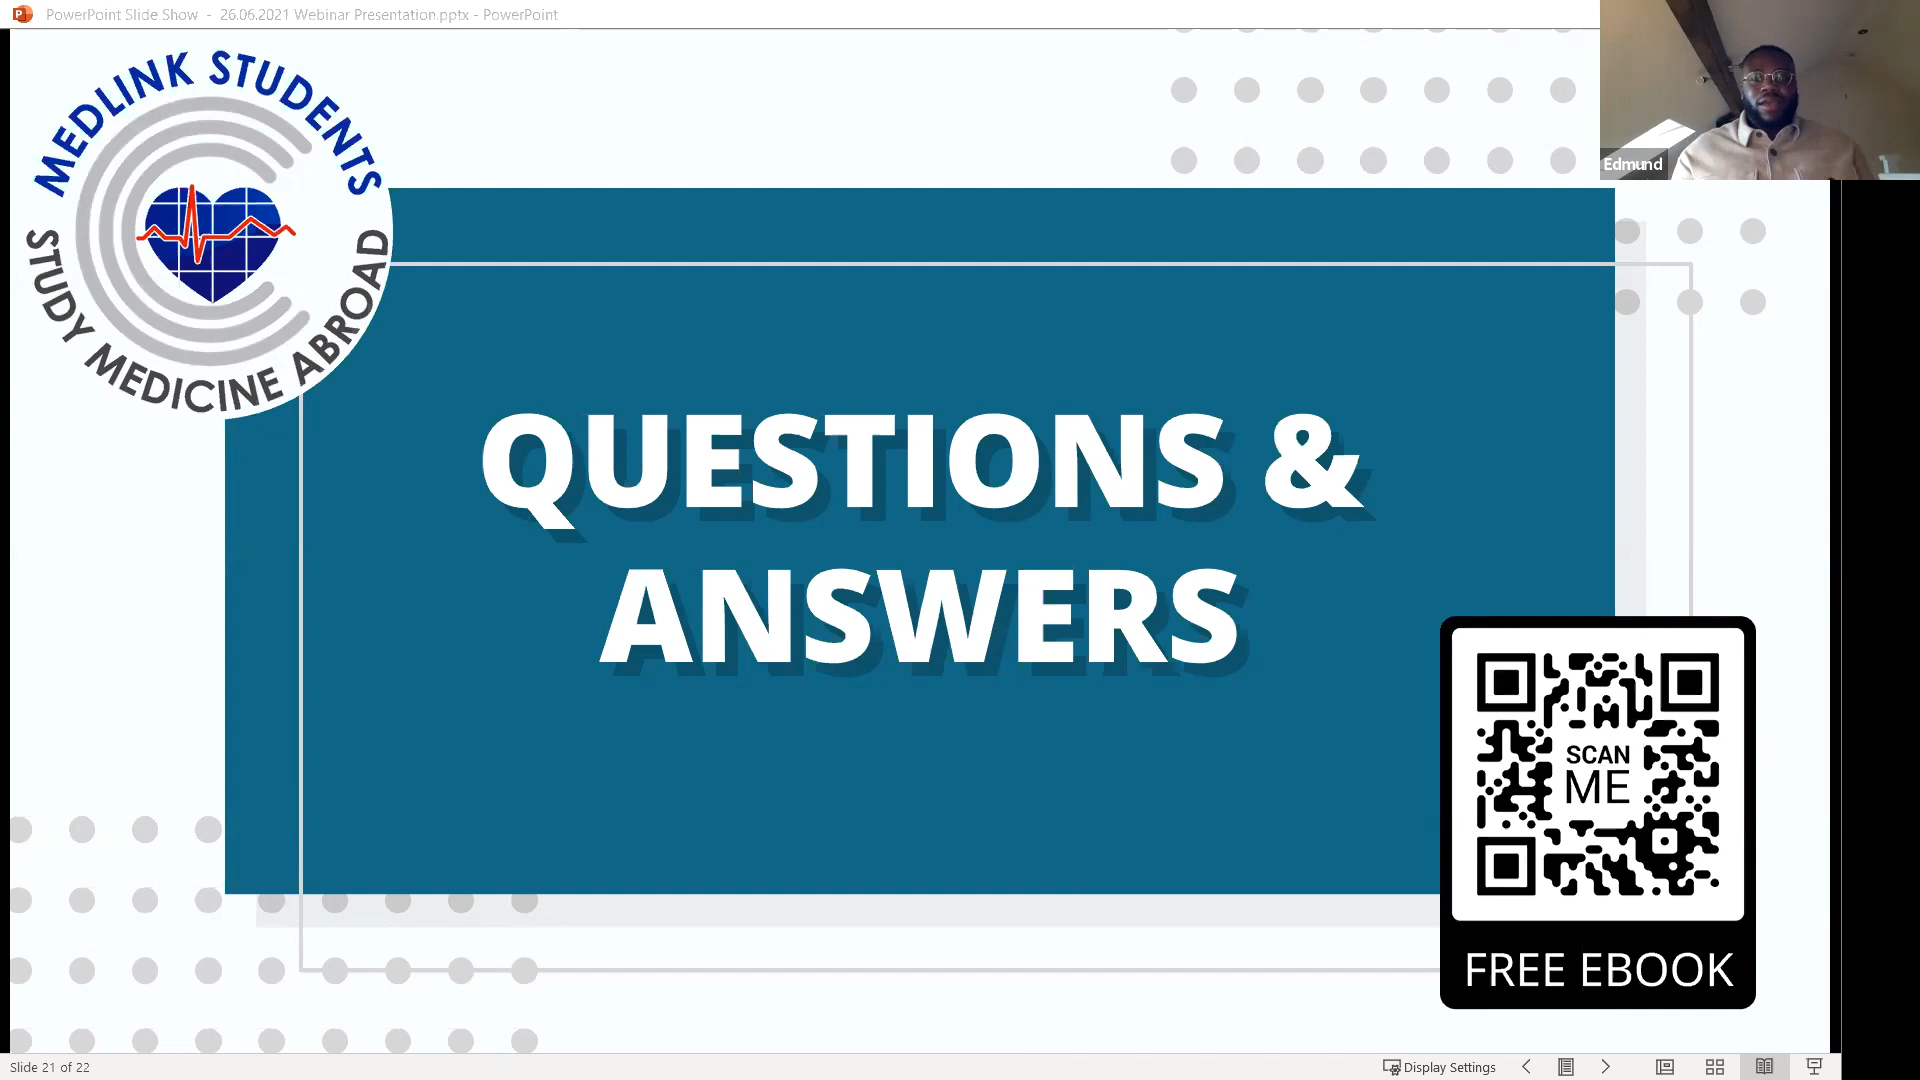 PowerPoint Slide Show - 26.06.2021 Webinar Presentation.pptx - PowerPoint
MEDLINK STUDENTS
STUDY MEDICINE ABROAD
Edmund
QUESTIONS &
ANSWERS
SCAN
ME
FREE EBOOK
Slide 21 of 22
Display Settings